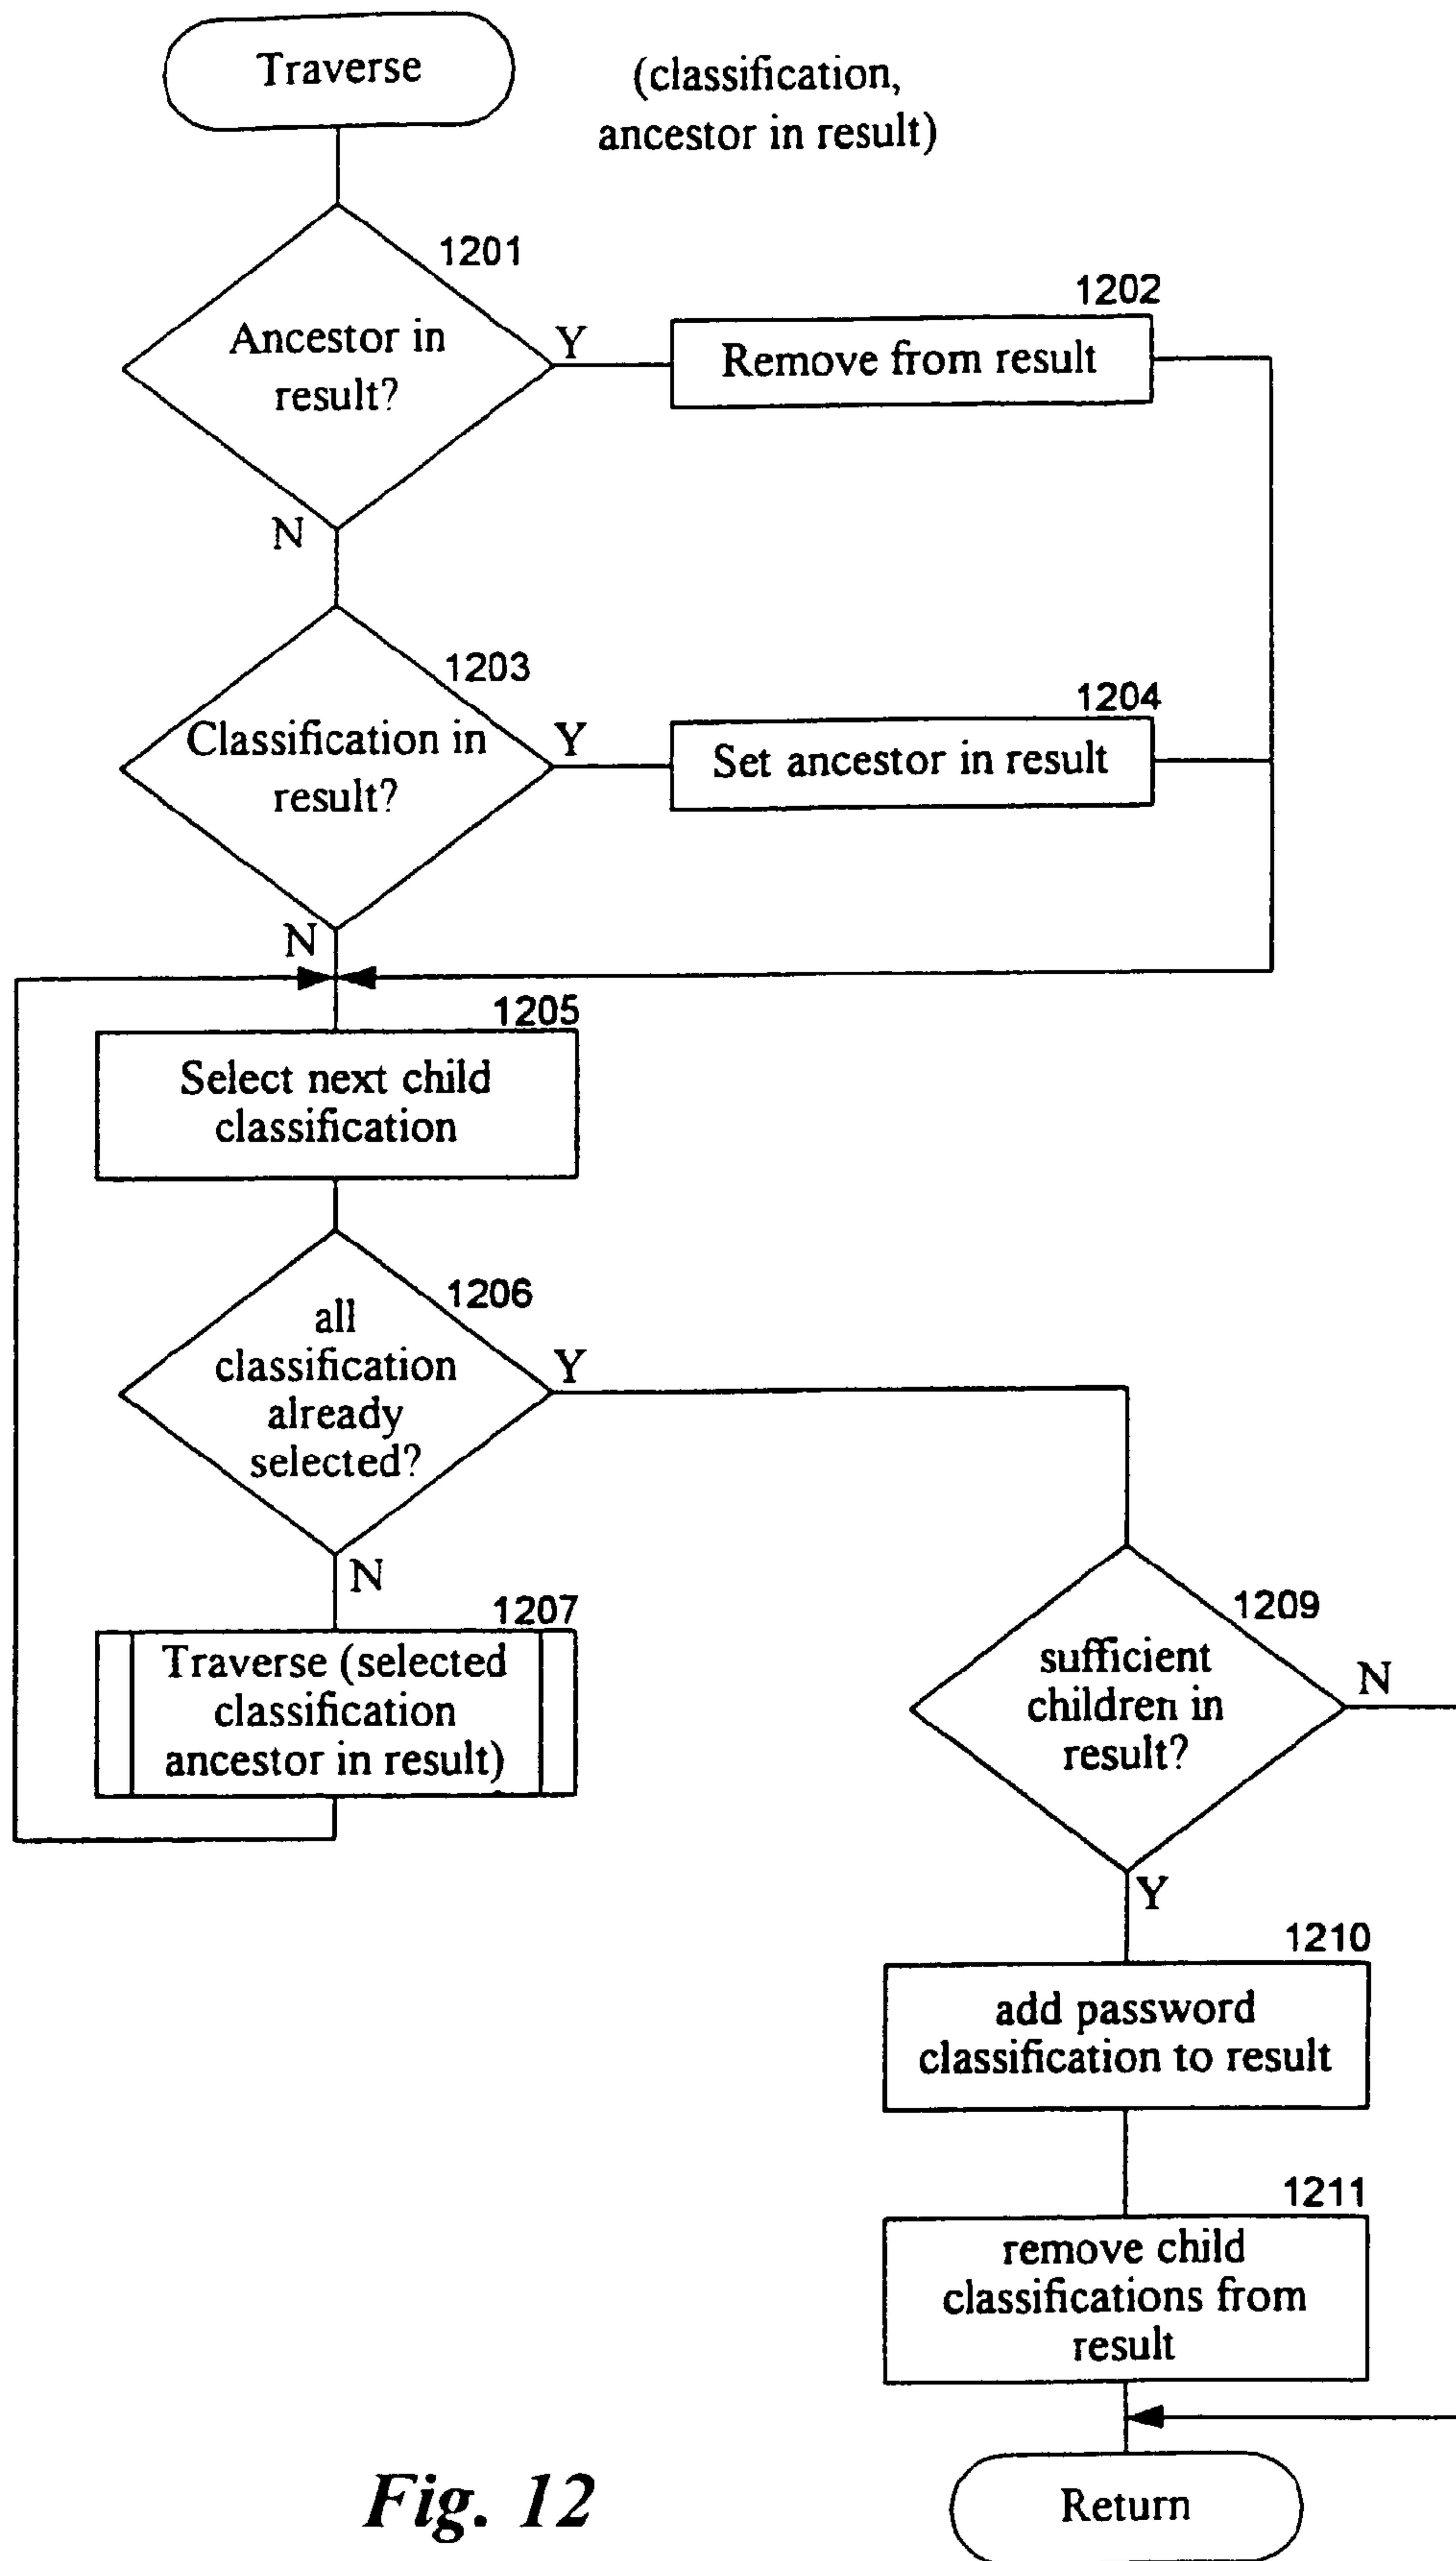 Traverse
(classification,
ancestor in result)
1201
Ancestor in
result?
Y
1202
Remove from result
N
1203
Classification in
result?
Y
1204
Set ancestor in result
N
1205
Select next child
classification
1206
all
classification
already
selected?
Y
N
1207
Traverse (selected
classification
ancestor in result)
1209
sufficient
children in
result?
N
Y
1210
add password
classification to result
1211
remove child
classifications from
result
Return
Fig. 12